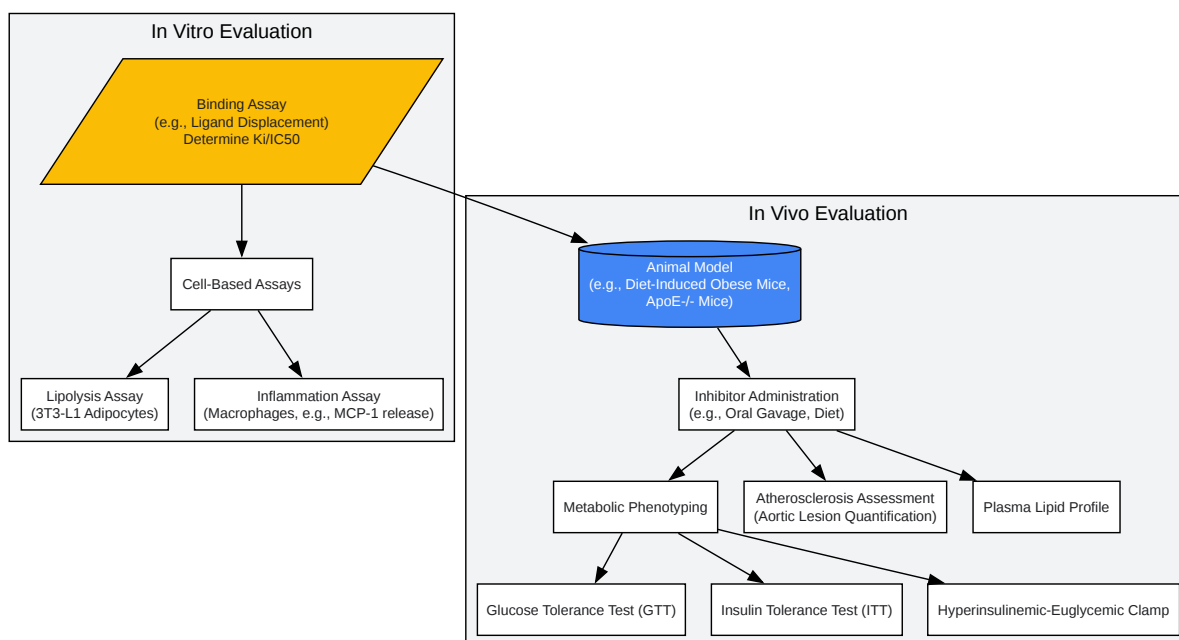 In Vitro Evaluation
Binding Assay
(e.g., Ligand Displacement)
Determine Ki/IC50
Cell-Based Assays
Lipolysis Assay
(3T3-L1 Adipocytes)
Inflammation Assay
(Macrophages, e.g., MCP-1 release)
In Vivo Evaluation
Animal Model
(e.g., Diet-Induced Obese Mice,
ApoE-/- Mice)
Inhibitor Administration
(e.g., Oral Gavage, Diet)
Metabolic Phenotyping
Atherosclerosis Assessment
(Aortic Lesion Quantification)
Plasma Lipid Profile
Glucose Tolerance Test (GTT)
Insulin Tolerance Test (ITT)
Hyperinsulinemic-Euglycemic Clamp